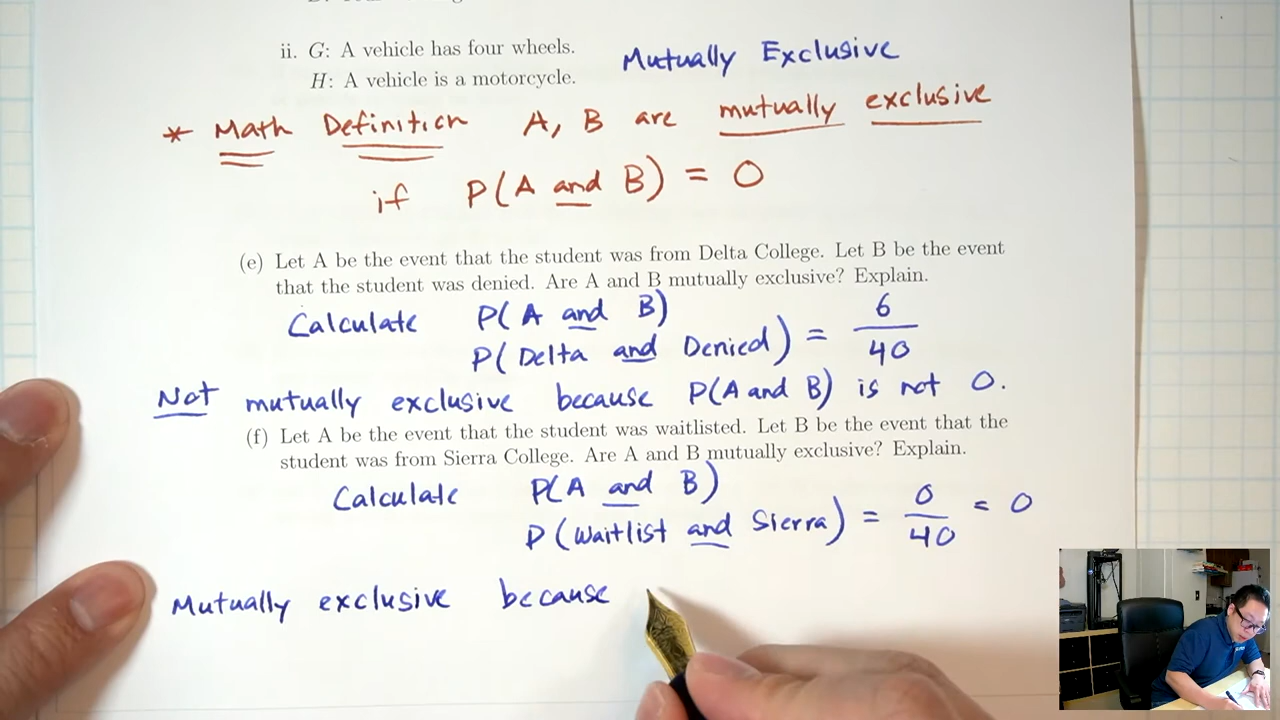 ii. G: A vehicle has four wheels.
Mutually Exclusive
H: A vehicle is a motorcycle.
* Math Definition A, B are mutually exclusive
if P(A and B) = 0
(e) Let A be the event that the student was from Delta College. Let B be the event
that the student was denied. Are A and B mutually exclusive? Explain.
Calculate P(A and B)
P(Delta and Denied) = 6/40
Not mutually exclusive because P(A and B) is not 0.
(f) Let A be the event that the student was waitlisted. Let B be the event that the
student was from Sierra College. Are A and B mutually exclusive? Explain.
Calculate P(A and B)
P(Waitlist and Sierra) = 0/40 = 0
Mutually exclusive because